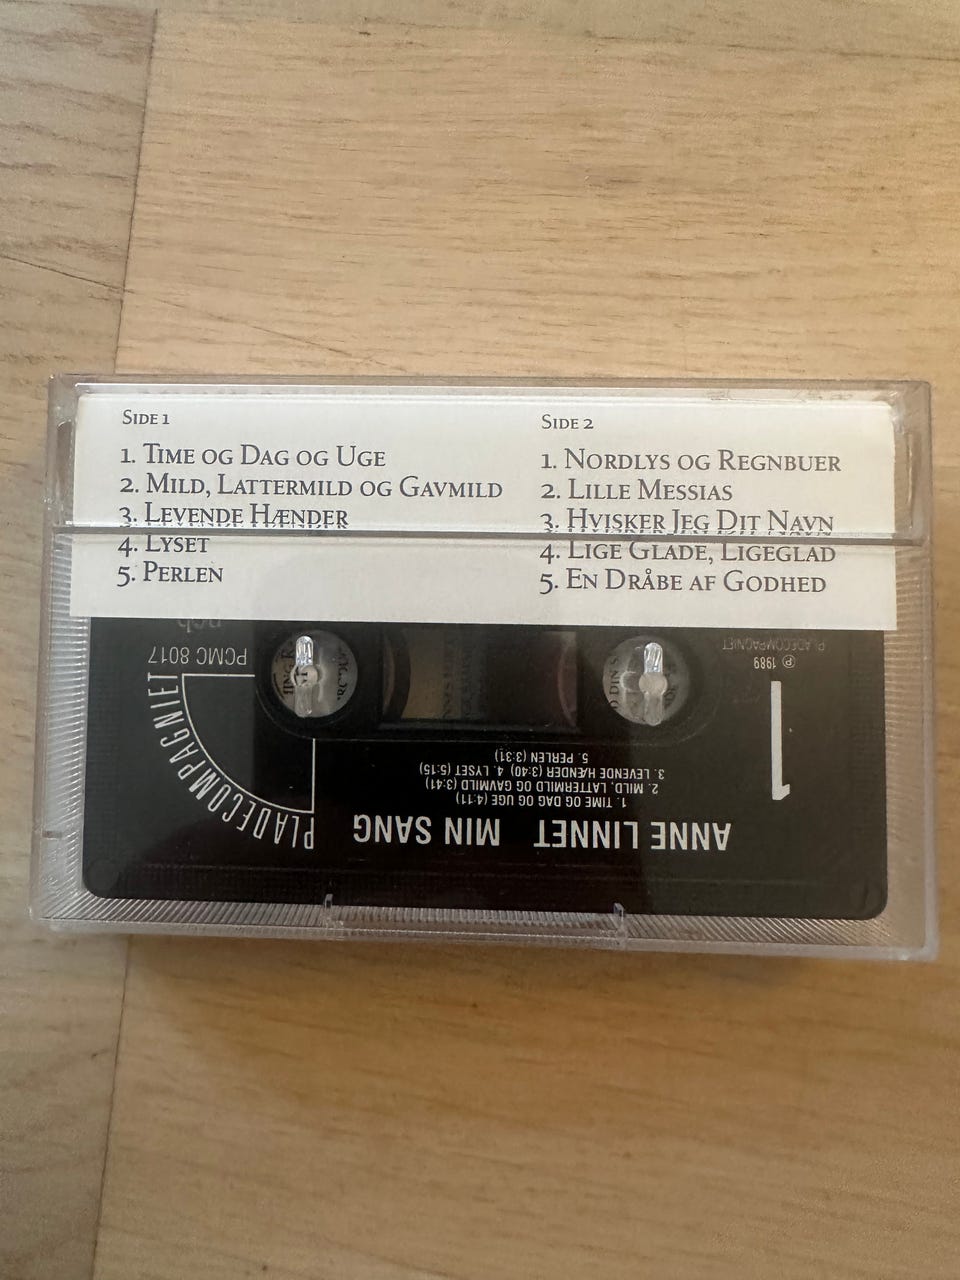 SIDE 1
1. TIME OG DAG OG UGE
2. MILD, LATTERMILD OG GAVMILD
3. LEVENDE HÆNDER
4. LYSET
5. PERLEN
SIDE 2
1. NORDLYS OG REGNBUER
2. LILLE MESSIAS
3. HVISKER JEG DIT NAVN
4. LIGE GLADE, LIGEGLAD
5. EN DRÅBE AF GODHED
ANNE LINNET MIN SANG
1. TIME OG DAG OG UGE (4:11)
2. MILD, LATTERMILD OG GAVMILD (3:41)
3. LEVENDE HÆNDER (3:40) 4. LYSET (5:15)
5. PERLEN (3:31)
1
PLADECOMPAGNIET
℗ 1989
PLADECOMPAGNIET
PCMC 8017
n©b